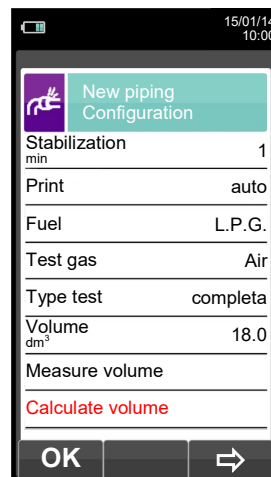 15/01/14
10:00
New piping
Configuration
Stabilization
min 1
Print auto
Fuel L.P.G.
Test gas Air
Type test completa
Volume
dm³ 18.0
Measure volume
Calculate volume
OK